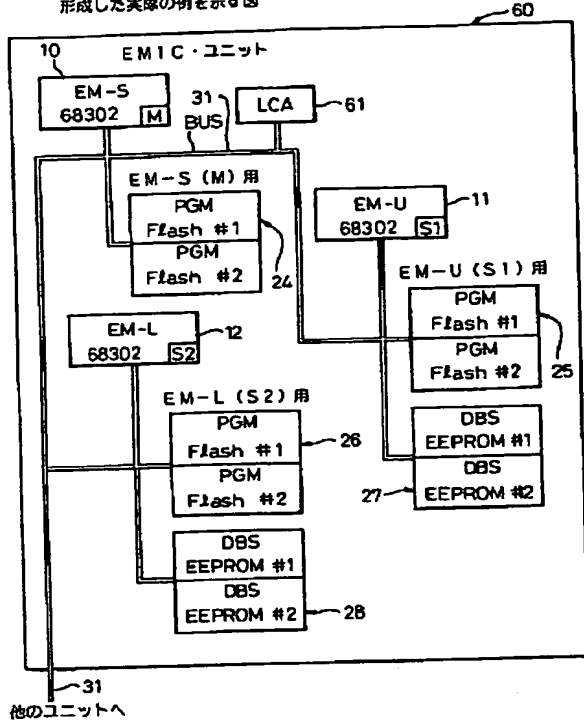 形成した実際の例を示す図
60
EMIC・ユニット
10
EM-S
68302 M
31
BUS
LCA
61
EM-S(M)用
PGM
Flash #1
PGM
Flash #2
24
EM-U
68302 S1
11
EM-U(S1)用
PGM
Flash #1
PGM
Flash #2
25
EM-L
68302 S2
12
EM-L(S2)用
PGM
Flash #1
PGM
Flash #2
26
DBS
EEPROM #1
DBS
EEPROM #2
27
DBS
EEPROM #1
DBS
EEPROM #2
28
31
他のユニットへ